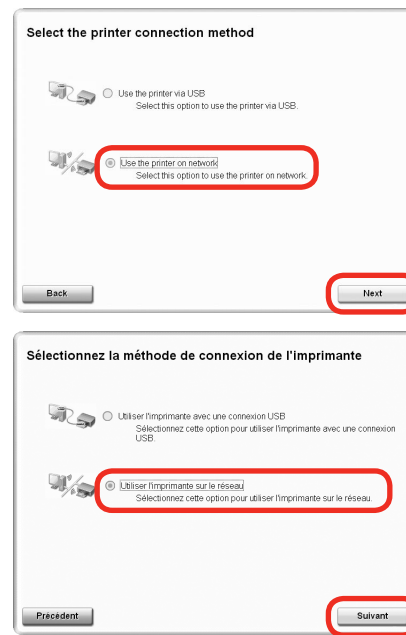 Select the printer connection method
Use the printer via USB
Select this option to use the printer via USB.
Use the printer on network
Select this option to use the printer on network.
Back
Next
Sélectionnez la méthode de connexion de l'imprimante
Utiliser l'imprimante avec une connexion USB
Sélectionnez cette option pour utiliser l'imprimante avec une connexion
USB.
Utiliser l'imprimante sur le réseau
Sélectionnez cette option pour utiliser l'imprimante sur le réseau.
Précédent
Suivant